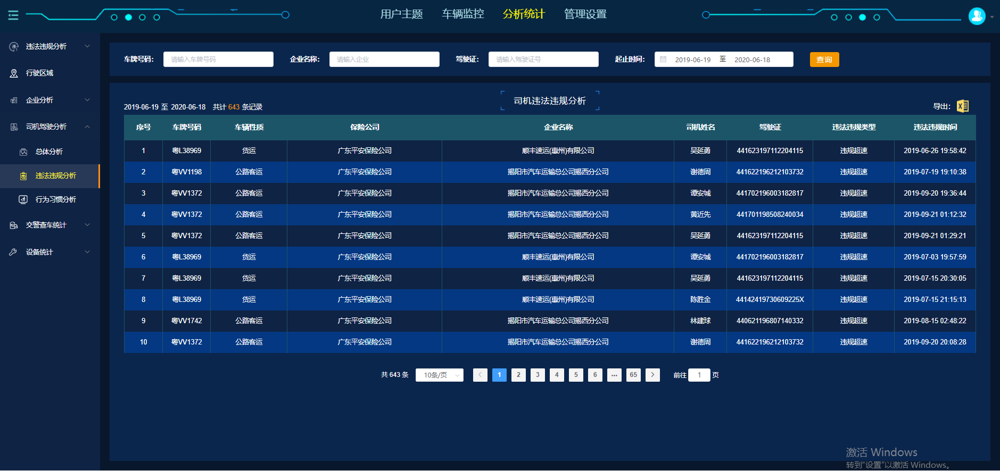 用户主题 车辆监控 分析统计 管理设置
违法违规分析
行驶区域
企业分析
司机驾驶分析
总体分析
违法违规分析
行为习惯分析
交警查车统计
设备统计
车牌号码： 请输入车牌号码 企业名称： 请输入企业 驾驶证： 请输入驾驶证号 起止时间： 2019-06-19 至 2020-06-18 查询
司机违法违规分析
2019-06-19 至 2020-06-18 共计 643 条记录 导出：
序号 车牌号码 车辆性质 保险公司 企业名称 司机姓名 驾驶证 违法违规类型 违法违规时间
1 粤L38969 货运 广东平安保险公司 顺丰速运(惠州)有限公司 吴延勇 441623197112204115 违规超速 2019-06-26 19:58:42
2 粤VV1198 公路客运 广东平安保险公司 揭阳市汽车运输总公司揭西分公司 谢德周 441622196212103732 违规超速 2019-07-19 19:10:38
3 粤VV1372 公路客运 广东平安保险公司 揭阳市汽车运输总公司揭西分公司 谭安城 441702196003182817 违规超速 2019-09-20 19:36:44
4 粤VV1372 公路客运 广东平安保险公司 揭阳市汽车运输总公司揭西分公司 黄近先 441701198508240034 违规超速 2019-09-21 01:12:32
5 粤VV1372 公路客运 广东平安保险公司 揭阳市汽车运输总公司揭西分公司 吴延勇 441623197112204115 违规超速 2019-09-21 01:29:21
6 粤L38969 货运 广东平安保险公司 顺丰速运(惠州)有限公司 谭安城 441702196003182817 违规超速 2019-07-03 19:57:59
7 粤L38969 货运 广东平安保险公司 顺丰速运(惠州)有限公司 吴延勇 441623197112204115 违规超速 2019-07-15 20:30:05
8 粤L38969 货运 广东平安保险公司 顺丰速运(惠州)有限公司 陈胜金 44142419730609225X 违规超速 2019-07-15 21:15:13
9 粤VV1742 公路客运 广东平安保险公司 揭阳市汽车运输总公司揭西分公司 林建球 440621196807140332 违规超速 2019-08-15 02:48:22
10 粤VV1372 公路客运 广东平安保险公司 揭阳市汽车运输总公司揭西分公司 谢德周 441622196212103732 违规超速 2019-09-20 20:08:28
共 643 条 10条/页 1 2 3 4 5 6 ••• 65 前往 1 页
激活 Windows
转到"设置"以激活 Windows。